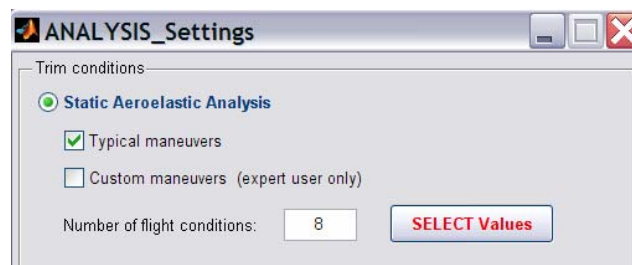 ANALYSIS_Settings
Trim conditions
Static Aeroelastic Analysis
Typical maneuvers
Custom maneuvers (expert user only)
Number of flight conditions: 8 SELECT Values